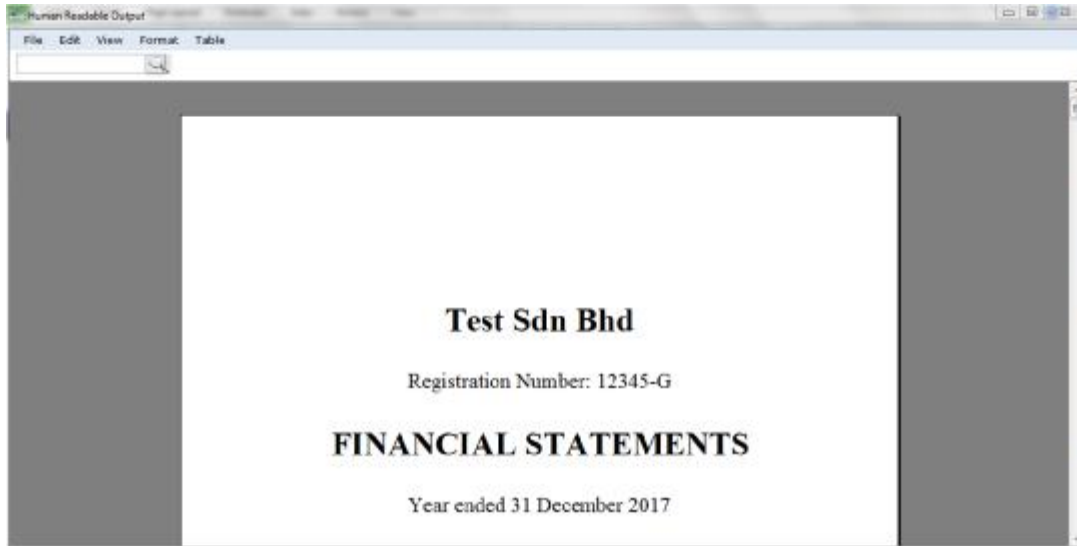 Human Readable Output
File Edit View Format Table
Test Sdn Bhd
Registration Number: 12345-G
FINANCIAL STATEMENTS
Year ended 31 December 2017